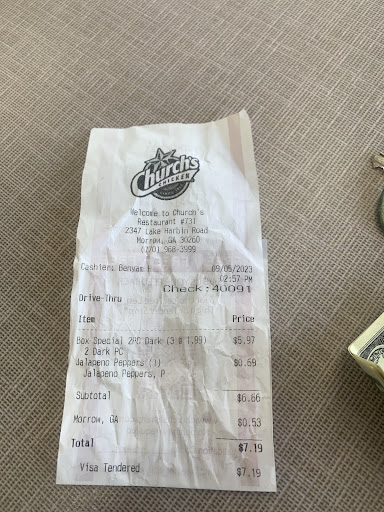 Church's
CHICKEN
Welcome to Church's
Restaurant #731
2347 Lake Harbin Road
Morrow, GA 30260
(770) 968-3999
Cashier: Benyam 09/05/2023
02:57 PM
Check:40091
Drive-Thru
Item Price
Box Special 2PC Dark (3 @ 1.99) $5.97
2 Dark PC
Jalapeno Peppers (1) $0.69
Jalapeno Peppers, P
Subtotal $6.66
Morrow, GA $0.53
Total $7.19
Visa Tendered $7.19